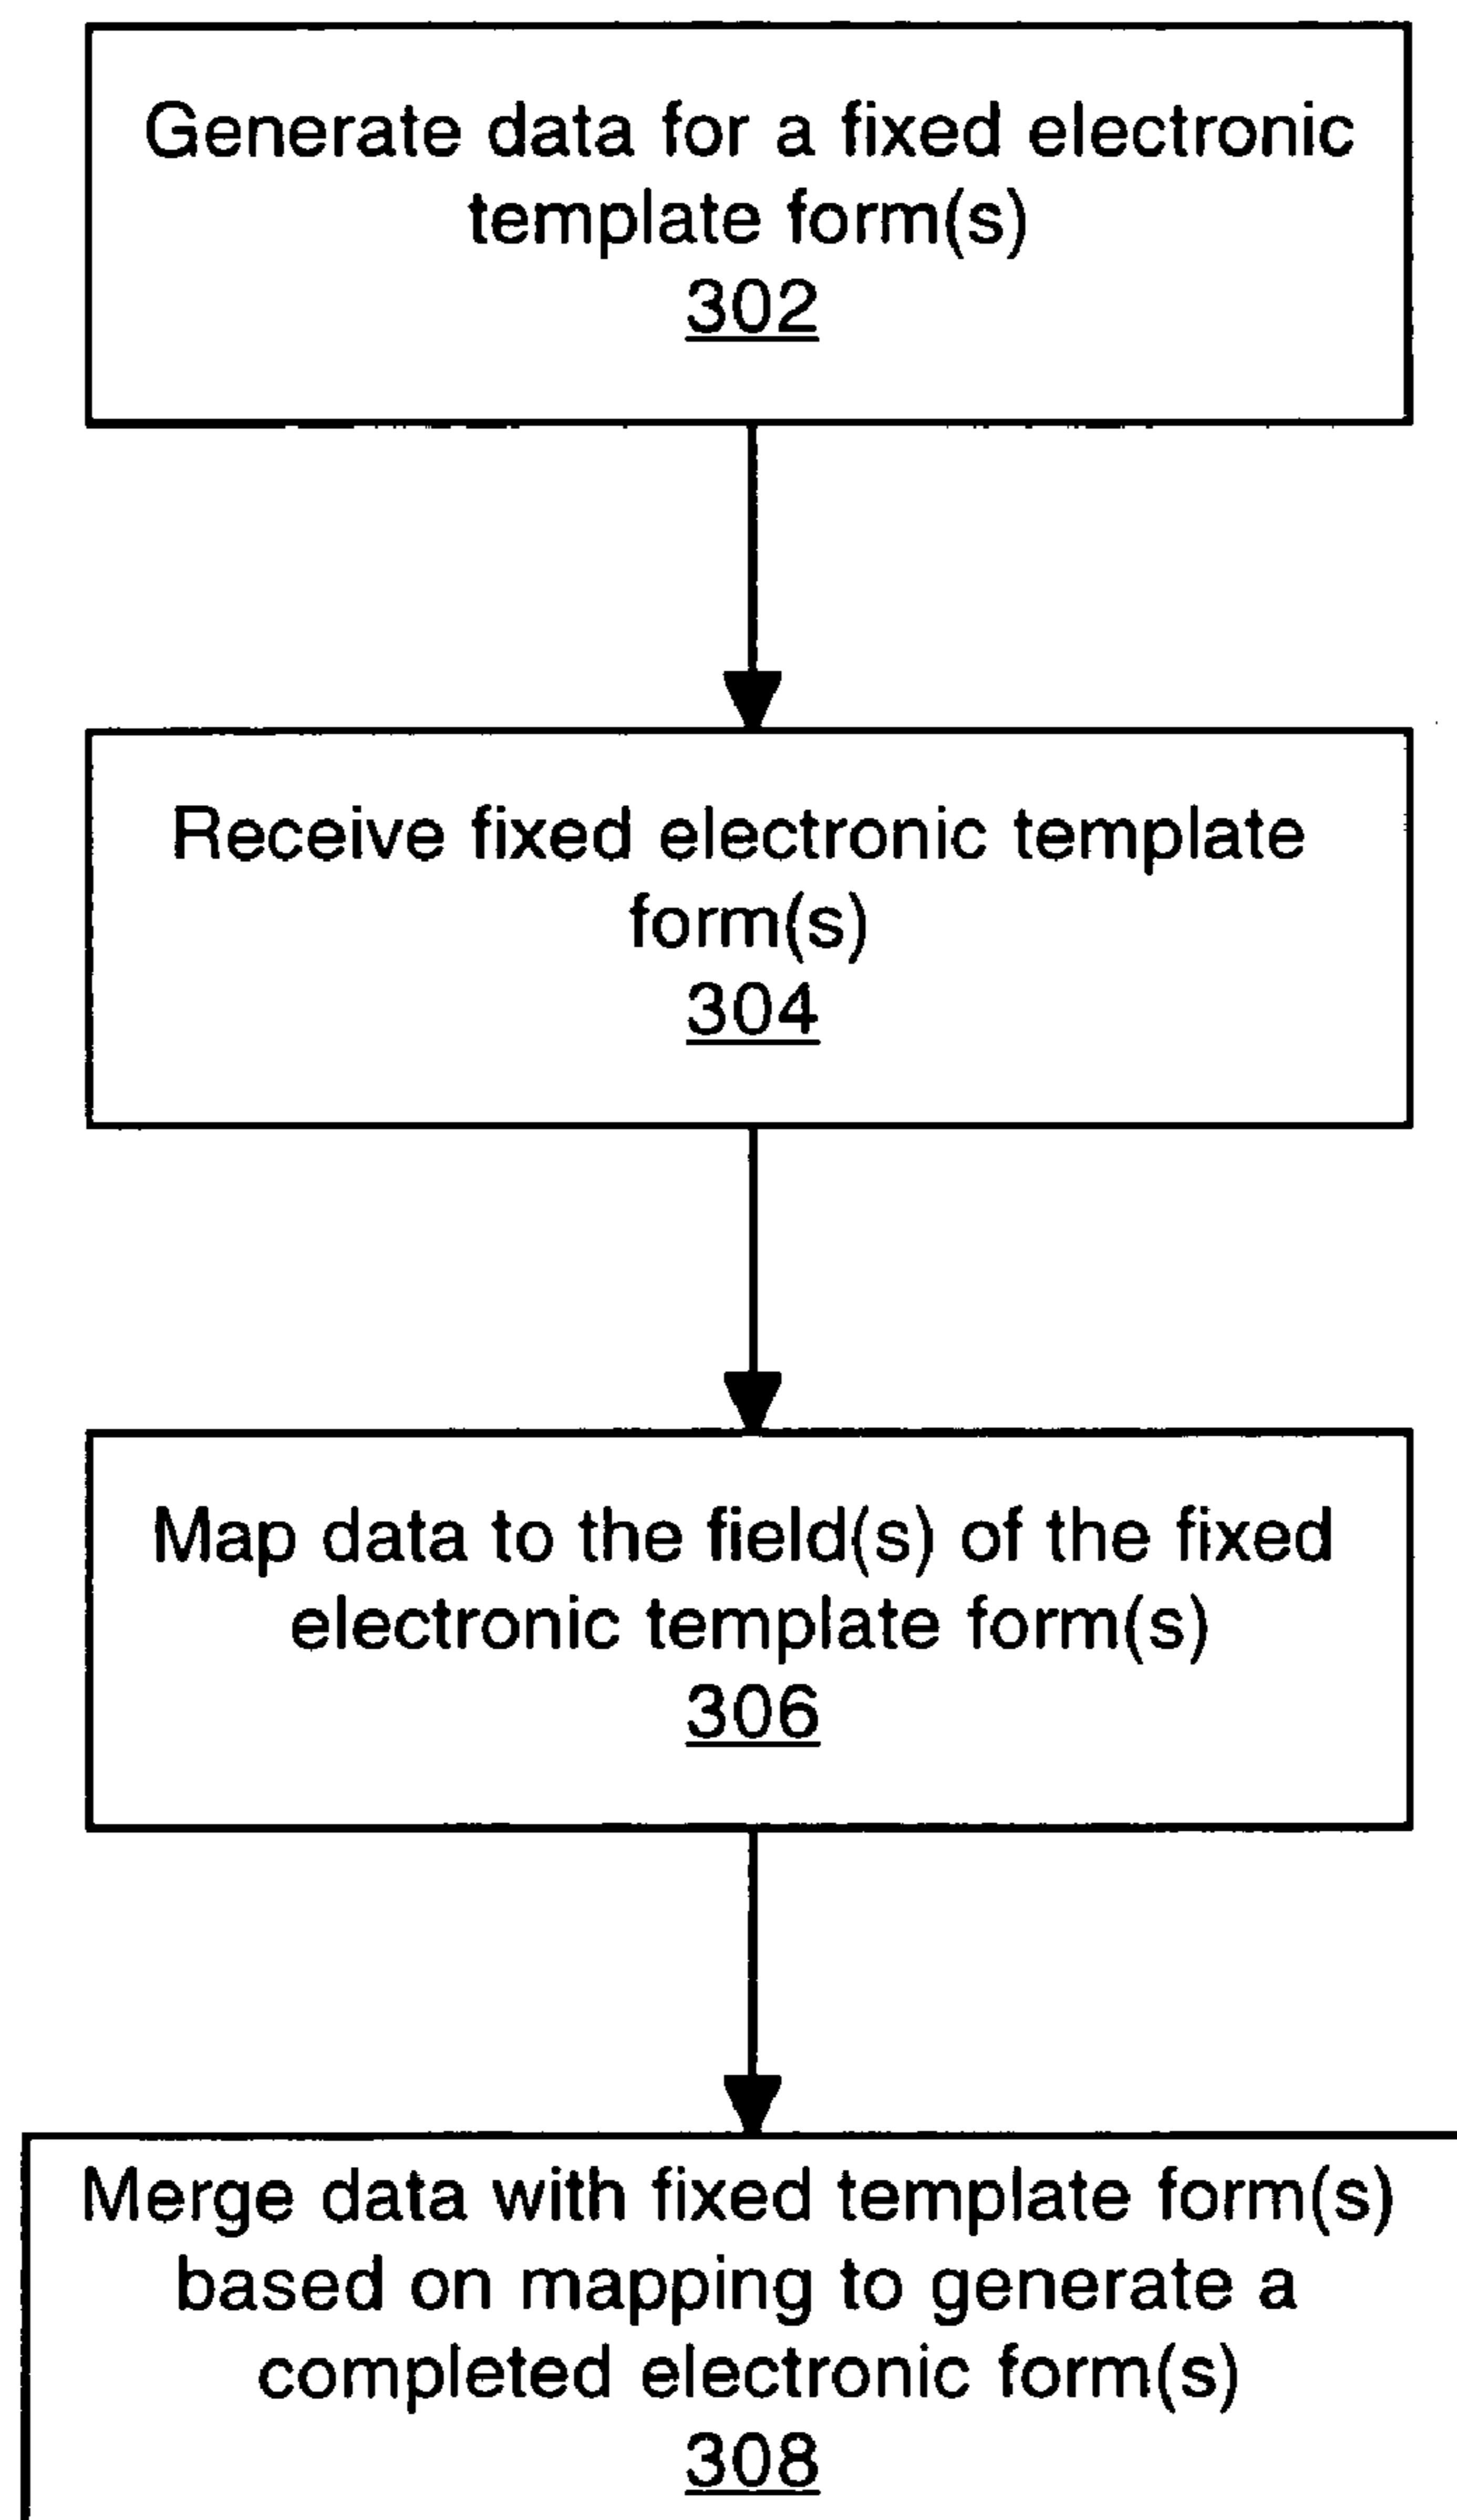 Generate data for a fixed electronic
template form(s)
302
Receive fixed electronic template
form(s)
304
Map data to the field(s) of the fixed
electronic template form(s)
306
Merge data with fixed template form(s)
based on mapping to generate a
completed electronic form(s)
308